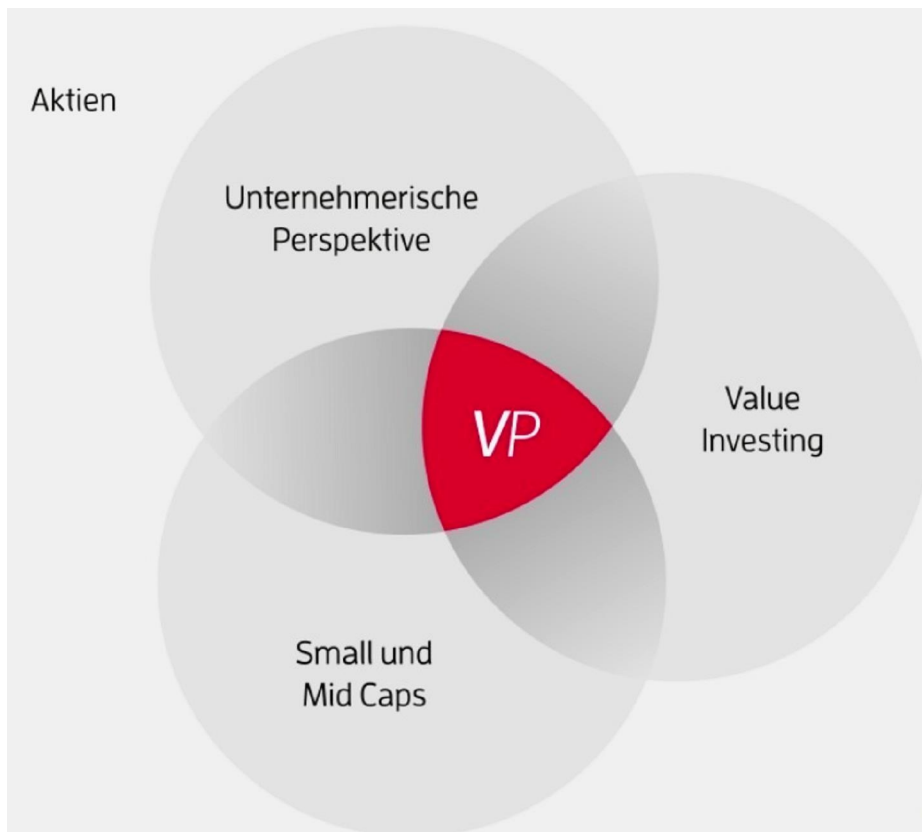 Aktien
Unternehmerische
Perspektive
VP
Value
Investing
Small und
Mid Caps